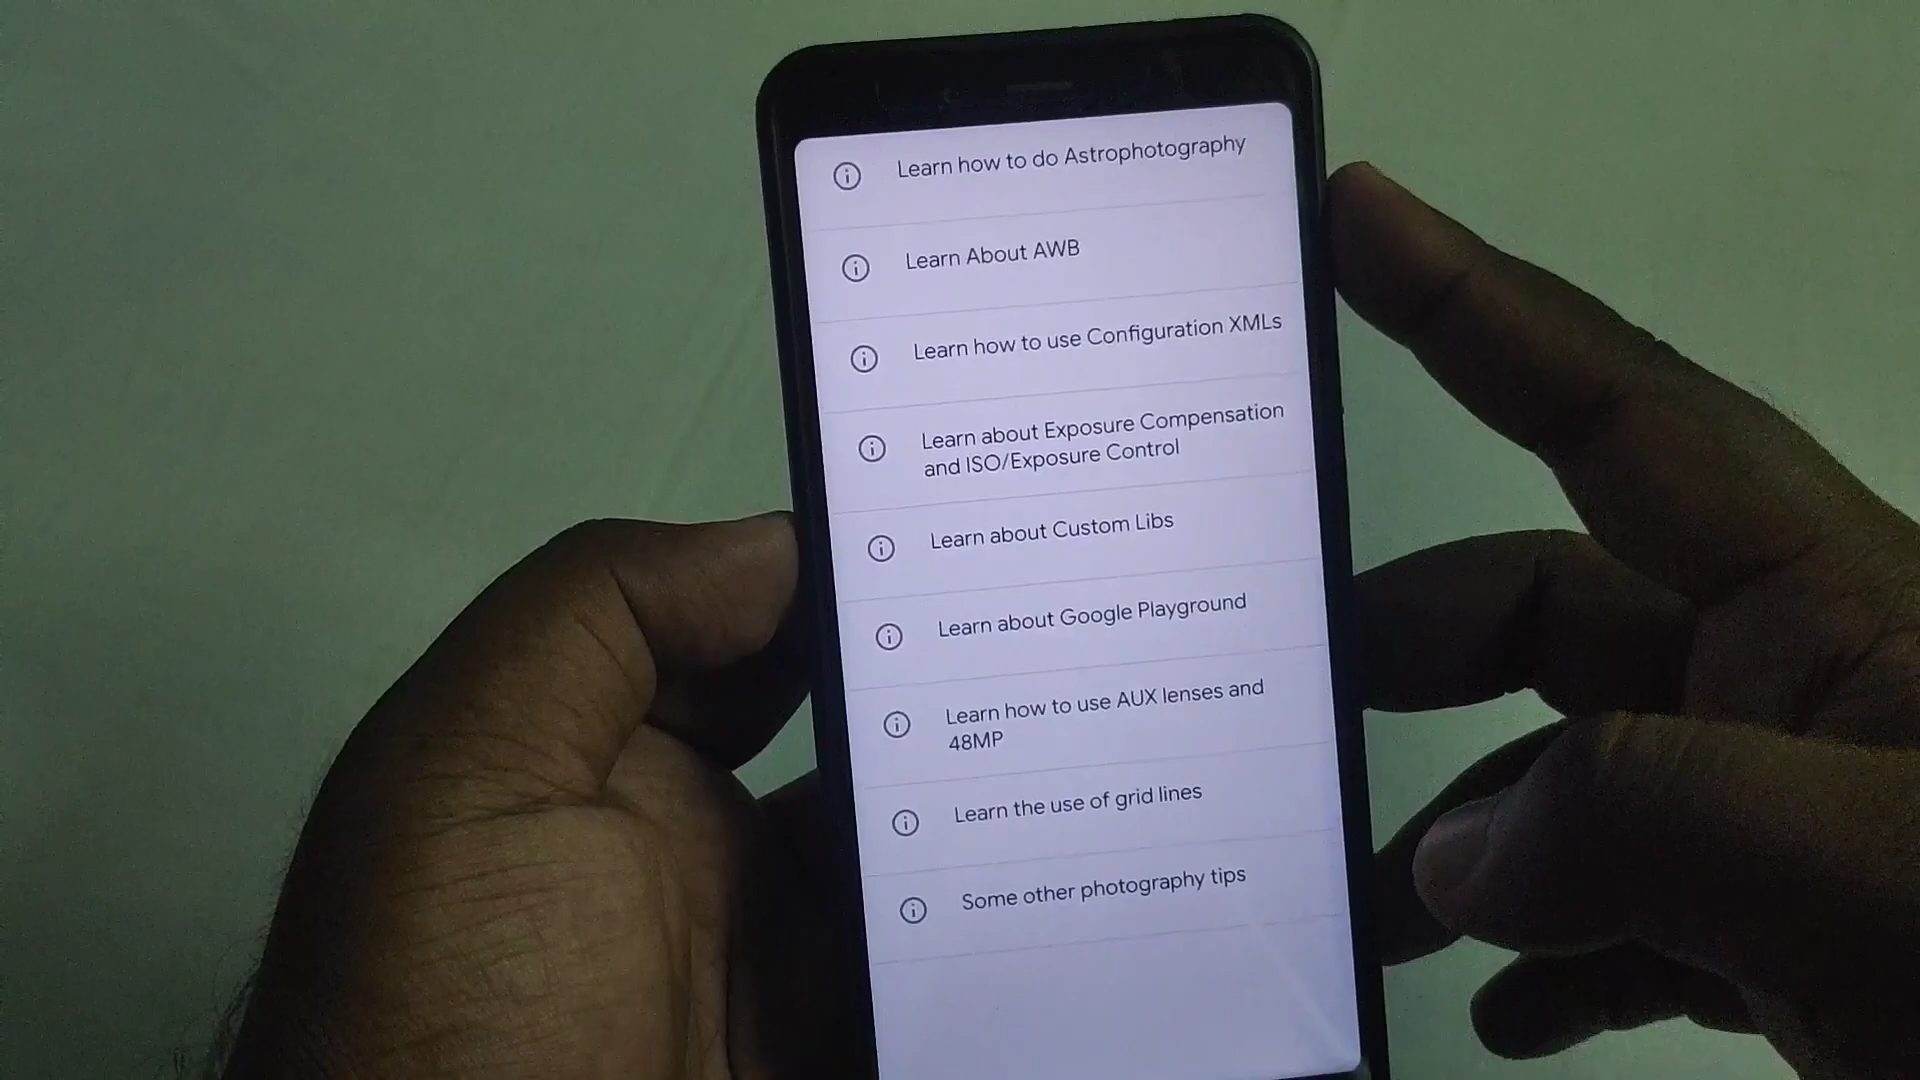 Learn how to do Astrophotography
Learn About AWB
Learn how to use Configuration XMLs
Learn about Exposure Compensation
and ISO/Exposure Control
Learn about Custom Libs
Learn about Google Playground
Learn how to use AUX lenses and
48MP
Learn the use of grid lines
Some other photography tips